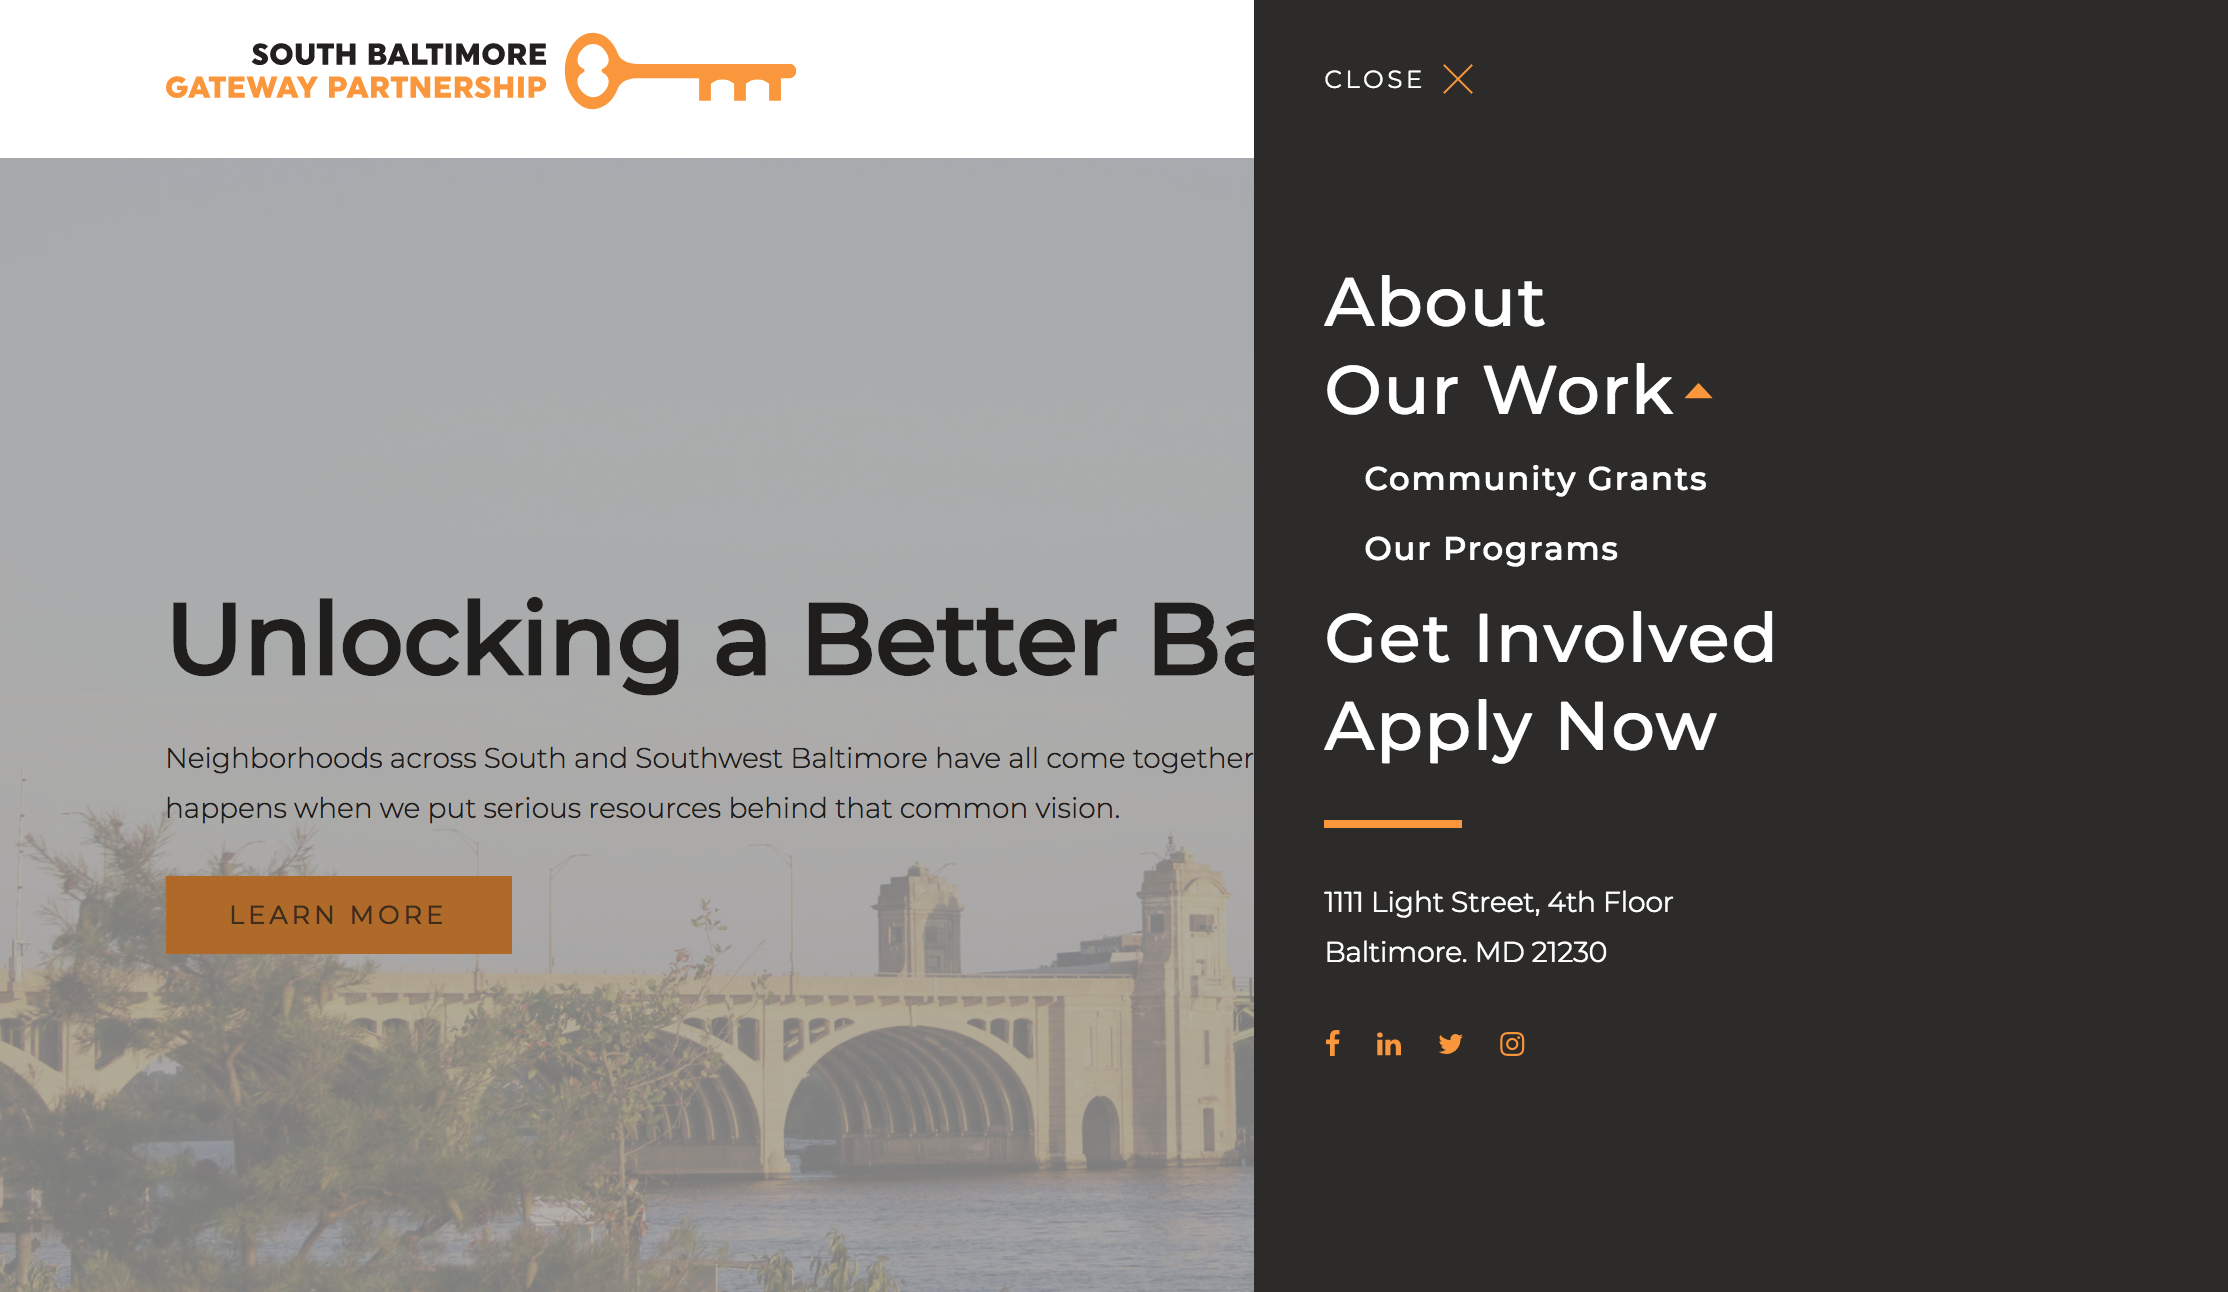 SOUTH BALTIMORE
GATEWAY PARTNERSHIP
Unlocking a Better
Neighborhoods across South and Southwest Baltimore have all come together
happens when we put serious resources behind that common vision.
LEARN MORE
CLOSE
About
Our Work
Community Grants
Our Programs
Get Involved
Apply Now
1111 Light Street, 4th Floor
Baltimore. MD 21230